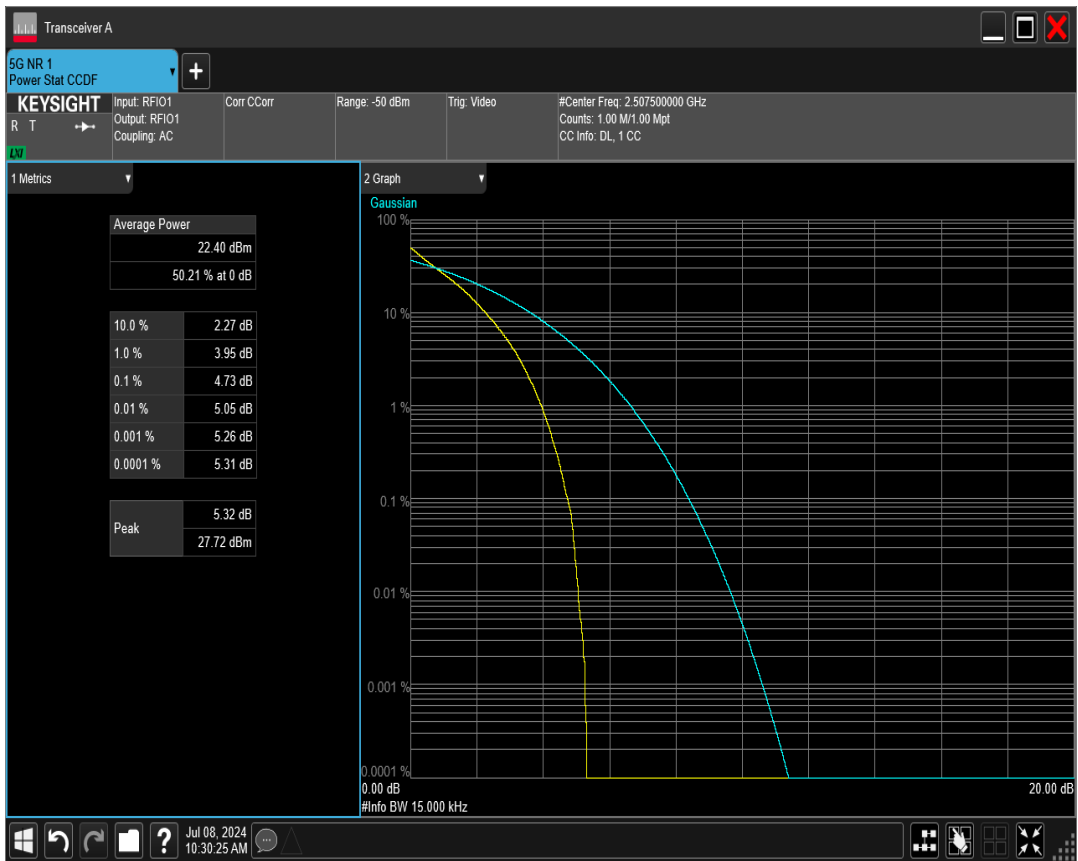 Transceiver A
5G NR 1
Power Stat CCDF
+
KEYSIGHT
R T
LXI
Input: RFIO1
Output: RFIO1
Coupling: AC
Corr CCorr
Range: -50 dBm
Trig: Video
#Center Freq: 2.507500000 GHz
Counts: 1.00 M/1.00 Mpt
CC Info: DL, 1 CC
1 Metrics
Average Power
22.40 dBm
50.21 % at 0 dB
10.0 % 2.27 dB
1.0 % 3.95 dB
0.1 % 4.73 dB
0.01 % 5.05 dB
0.001 % 5.26 dB
0.0001 % 5.31 dB
Peak 5.32 dB
27.72 dBm
2 Graph
Gaussian
100 %
10 %
1 %
0.1 %
0.01 %
0.001 %
0.0001 %
0.00 dB 20.00 dB
#Info BW 15.000 kHz
?
Jul 08, 2024
10:30:25 AM